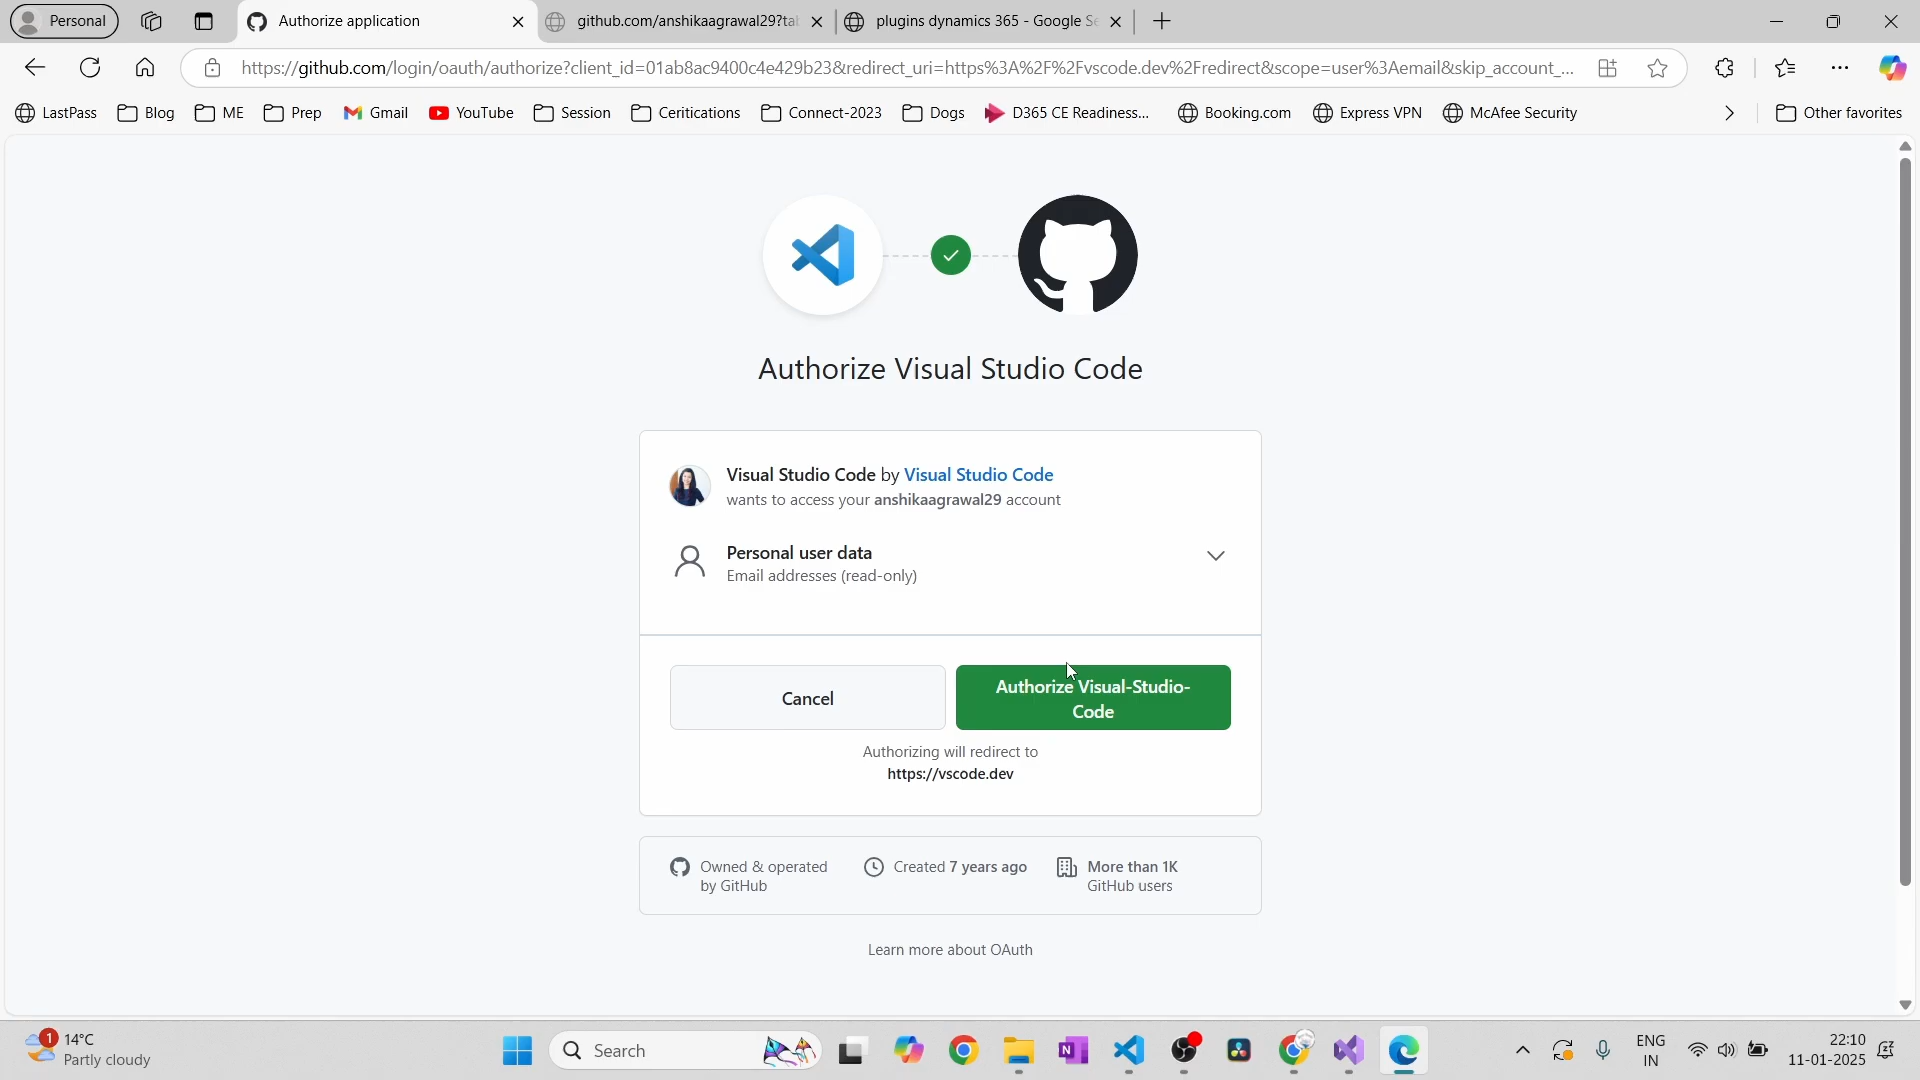 Personal
Authorize application
github.com/anshikaagrawal29?ta
plugins dynamics 365 - Google Se
https://github.com/login/oauth/authorize?client_id=01ab8ac9400c4e429b23&redirect_uri=https%3A%2F%2Fvscode.dev%2Fredirect&scope=user%3Aemail&skip_account_...
LastPass
Blog
ME
Prep
Gmail
YouTube
Session
Ceritications
Connect-2023
Dogs
D365 CE Readiness...
Booking.com
Express VPN
McAfee Security
Other favorites
Authorize Visual Studio Code
Visual Studio Code by Visual Studio Code
wants to access your anshikaagrawal29 account
Personal user data
Email addresses (read-only)
Cancel
Authorize Visual-Studio-
Code
Authorizing will redirect to
https://vscode.dev
Owned & operated
by GitHub
Created 7 years ago
More than 1K
GitHub users
Learn more about OAuth
1
14°C
Partly cloudy
Search
N
ENG
IN
22:10
11-01-2025